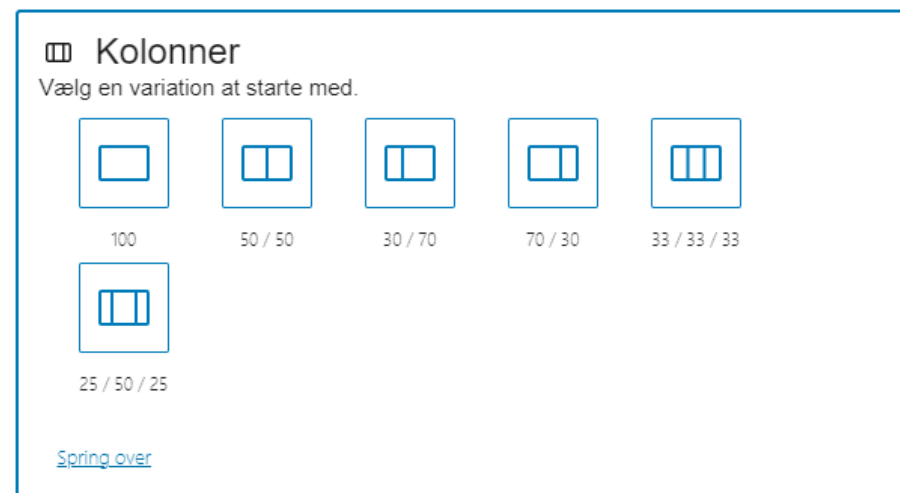 Kolonner
Vælg en variation at starte med.
100
50 / 50
30 / 70
70 / 30
33 / 33 / 33
25 / 50 / 25
Spring over